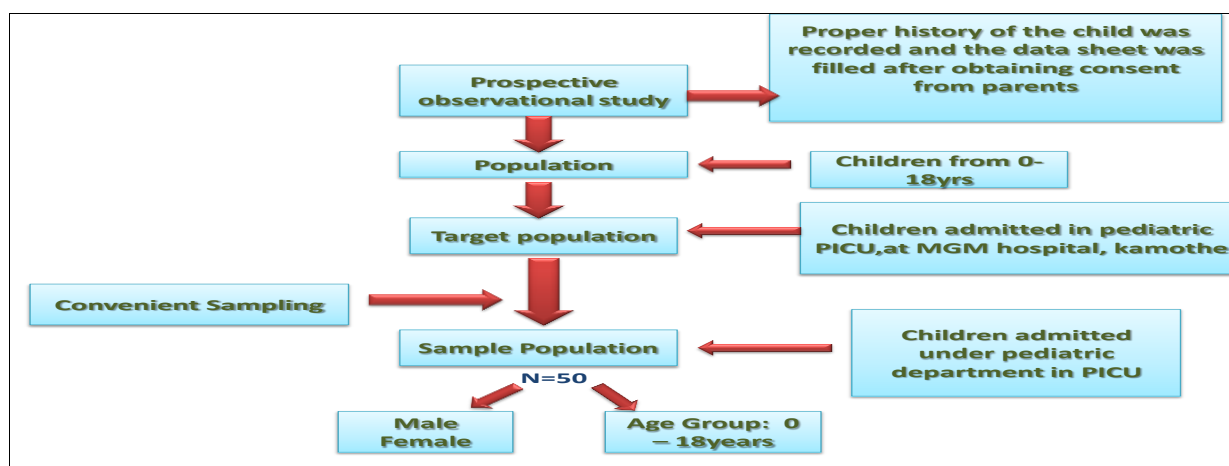 Proper history of the child was
recorded and the data sheet was
filled after obtaining consent
from parents
Prospective
observational study
Population
Children from 0-
18yrs
Target population
Children admitted in pediatric
PICU,at MGM hospital, kamothe
Convenient Sampling
Sample Population
Children admitted
under pediatric
department in PICU
N=50
Male
Female
Age Group: 0
– 18years